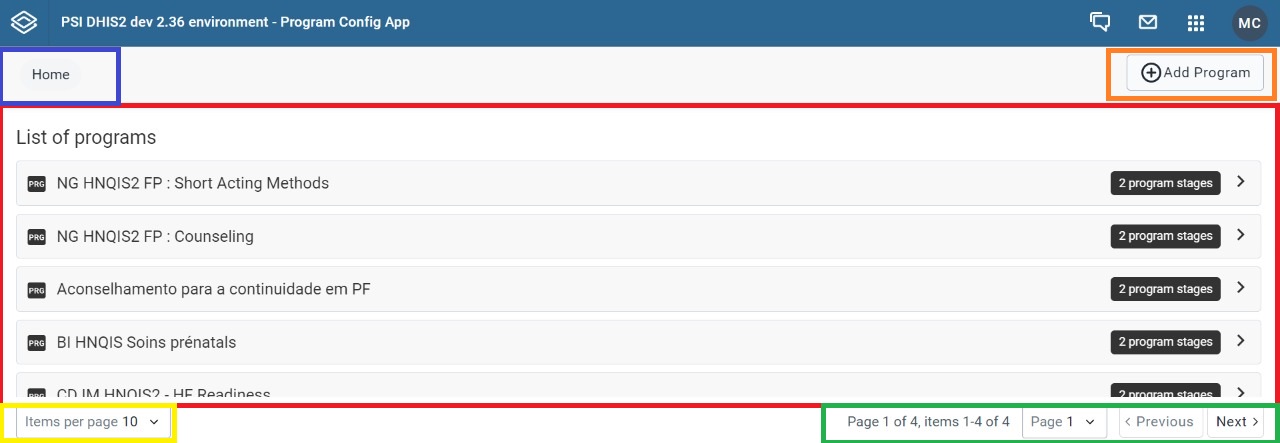 PSI DHIS2 dev 2.36 environment - Program Config App MC
Home Add Program
List of programs
PRG NG HNQIS2 FP : Short Acting Methods 2 program stages
PRG NG HNQIS2 FP : Counseling 2 program stages
PRG Aconselhamento para a continuidade em PF 2 program stages
PRG BI HNQIS Soins prénatals 2 program stages
PRG CD IM HNQIS2 - HF Readiness 2 program stages
Items per page 10 Page 1 of 4, items 1-4 of 4 Page 1 Previous Next